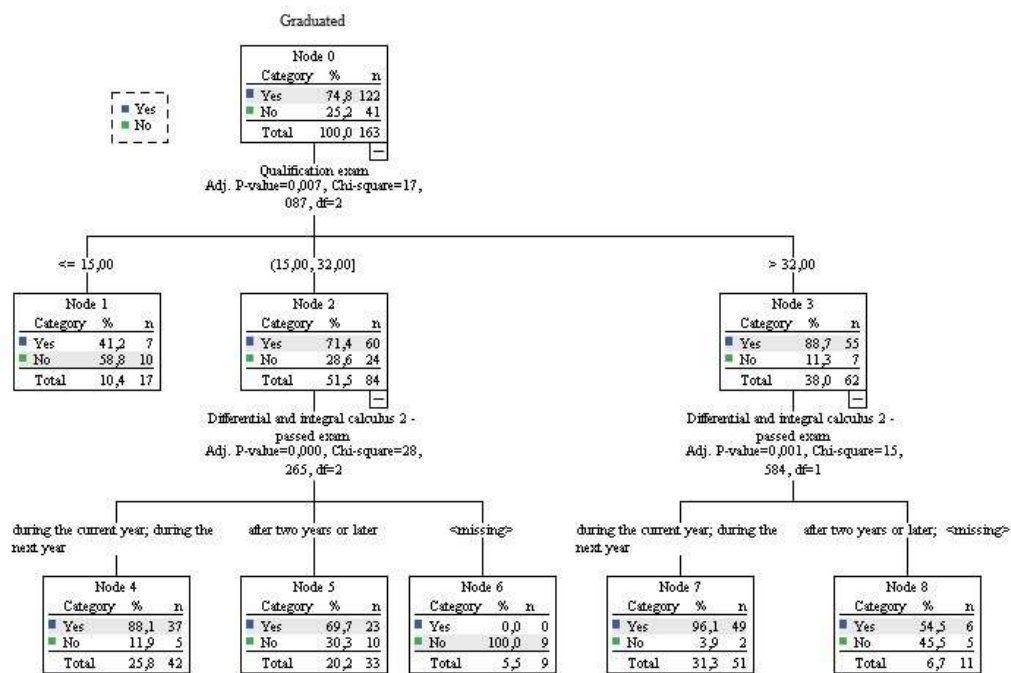 Graduated
Node 0
Category % n
Yes 74,8 122
No 25,2 41
Total 100,0 163
Yes
No
Qualification exam
Adj. P-value=0,007, Chi-square=17,
087, df=2
<= 15,00
(15,00, 32,00]
> 32,00
Node 1
Category % n
Yes 41,2 7
No 58,8 10
Total 10,4 17
Node 2
Category % n
Yes 71,4 60
No 28,6 24
Total 51,5 84
Node 3
Category % n
Yes 88,7 55
No 11,3 7
Total 38,0 62
Differential and integral calculus 2 -
passed exam
Adj. P-value=0,000, Chi-square=28,
265, df=2
Differential and integral calculus 2 -
passed exam
Adj. P-value=0,001, Chi-square=15,
584, df=1
during the current year; during the
next year
after two years or later
<missing>
during the current year; during the
next year
after two years or later; <missing>
Node 4
Category % n
Yes 88,1 37
No 11,9 5
Total 25,8 42
Node 5
Category % n
Yes 69,7 23
No 30,3 10
Total 20,2 33
Node 6
Category % n
Yes 0,0 0
No 100,0 9
Total 5,5 9
Node 7
Category % n
Yes 96,1 49
No 3,9 2
Total 31,3 51
Node 8
Category % n
Yes 54,5 6
No 45,5 5
Total 6,7 11